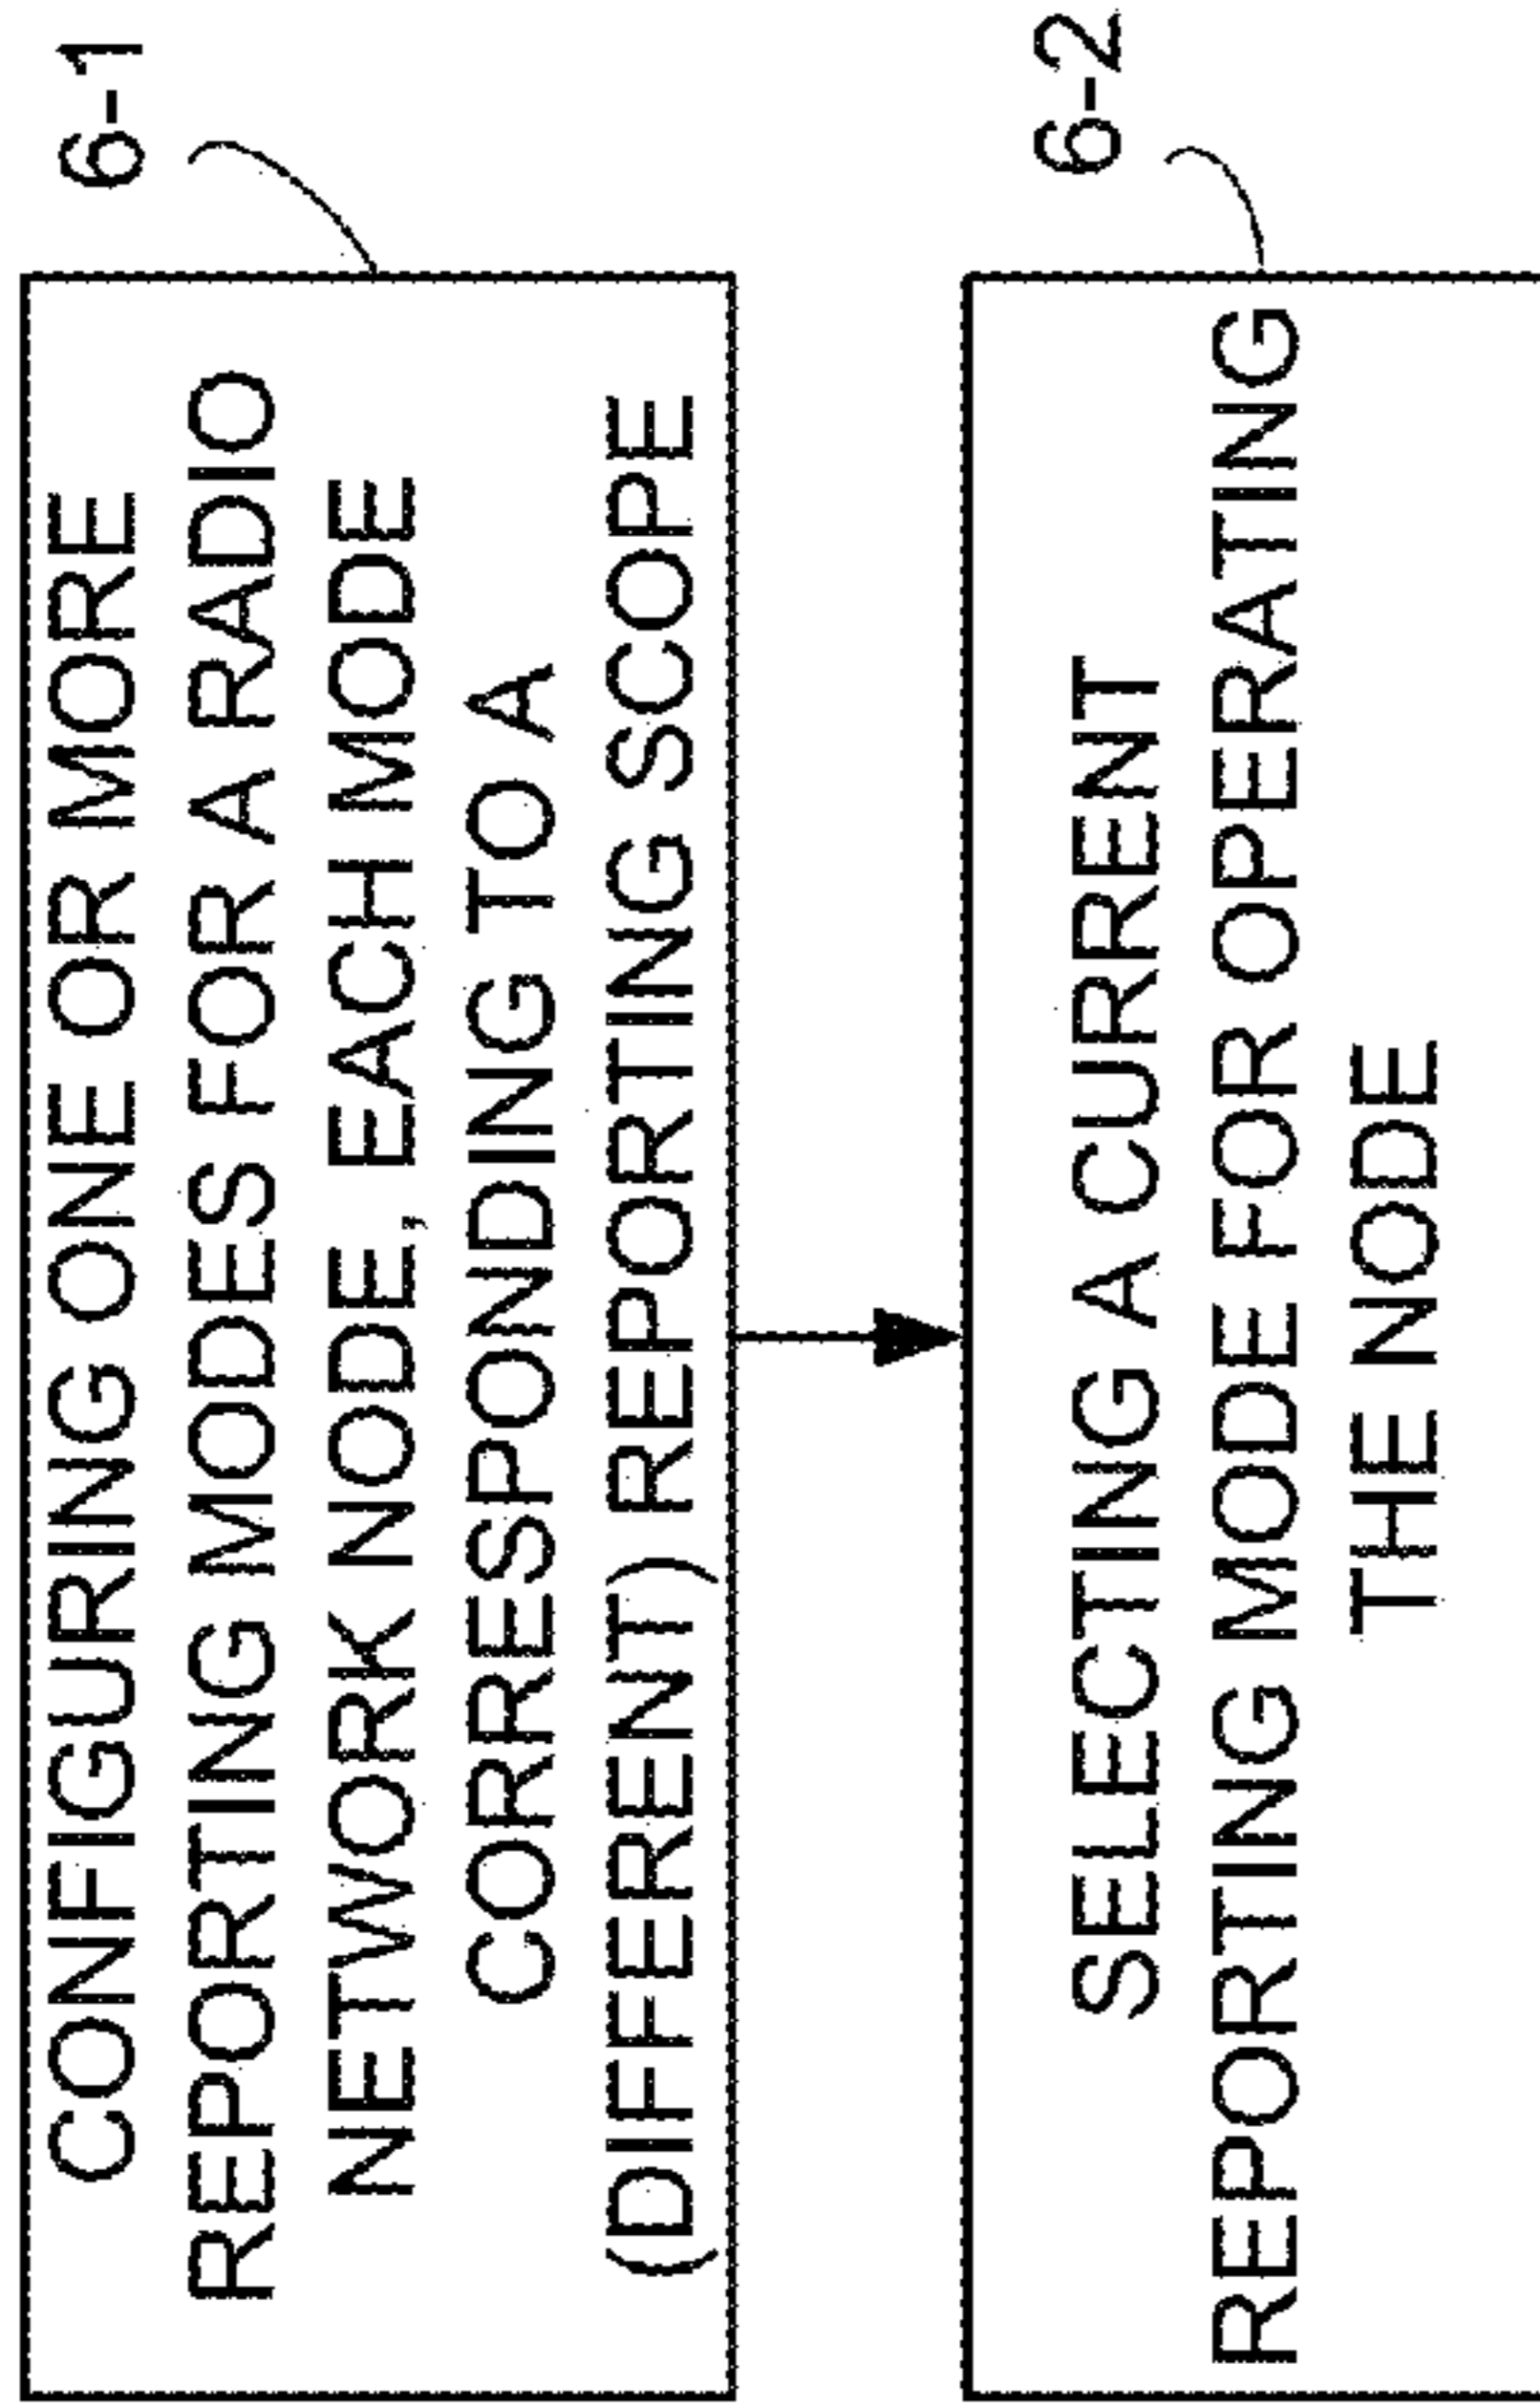 6-1
CONFIGURING ONE OR MORE
REPORTING MODES FOR A RADIO
NETWORK NODE, EACH MODE
CORRESPONDING TO A
(DIFFERENT) REPORTING SCOPE
6-2
SELECTING A CURRENT
REPORTING MODE FOR OPERATING
THE NODE